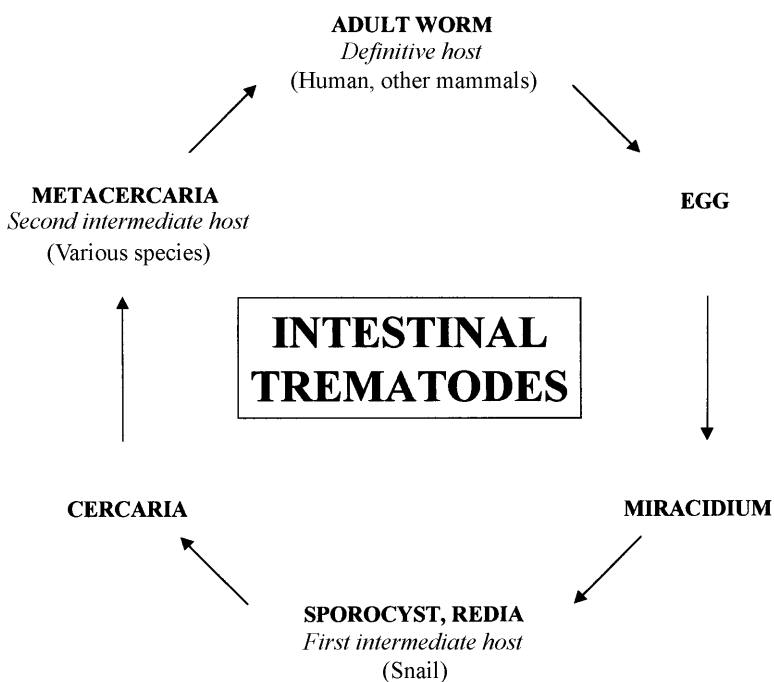 ADULT WORM
Definitive host
(Human, other mammals)
METACERCARIA
Second intermediate host
(Various species)
EGG
INTESTINAL
TREMATODES
CERCARIA
MIRACIDIUM
SPOROCYST, REDIA
First intermediate host
(Snail)